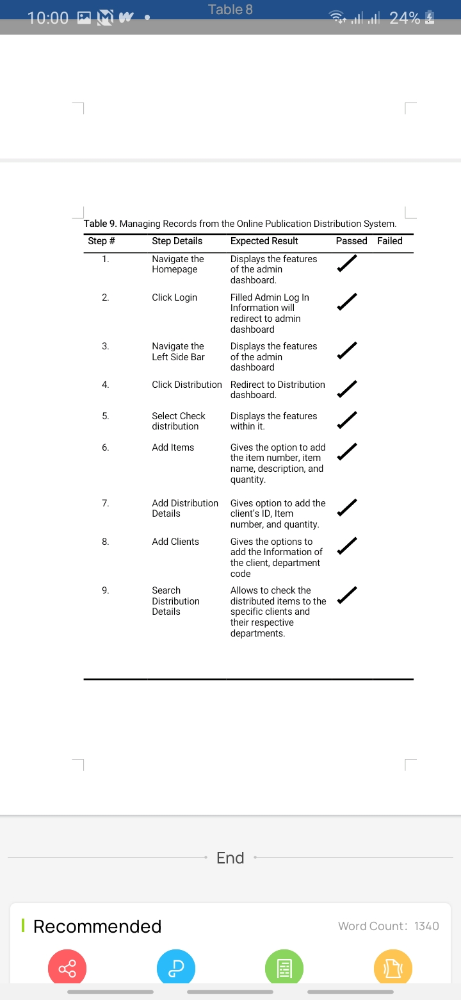 Table 8
10:00
24%
Table 9. Managing Records from the Online Publication Distribution System.
Step # Step Details Expected Result Passed Failed
1. Navigate the Displays the features
Homepage of the admin
dashboard.
2. Click Login Filled Admin Log In
Information will
redirect to admin
dashboard
3. Navigate the Displays the features
Left Side Bar of the admin
dashboard
4. Click Distribution Redirect to Distribution
dashboard.
5. Select Check Displays the features
distribution within it.
6. Add Items Gives the option to add
the item number, item
name, description, and
quantity.
7. Add Distribution Gives option to add the
Details client’s ID, Item
number, and quantity.
8. Add Clients Gives the options to
add the Information of
the client, department
code
9. Search Allows to check the
Distribution distributed items to the
Details specific clients and
their respective
departments.
End
Recommended Word Count: 1340